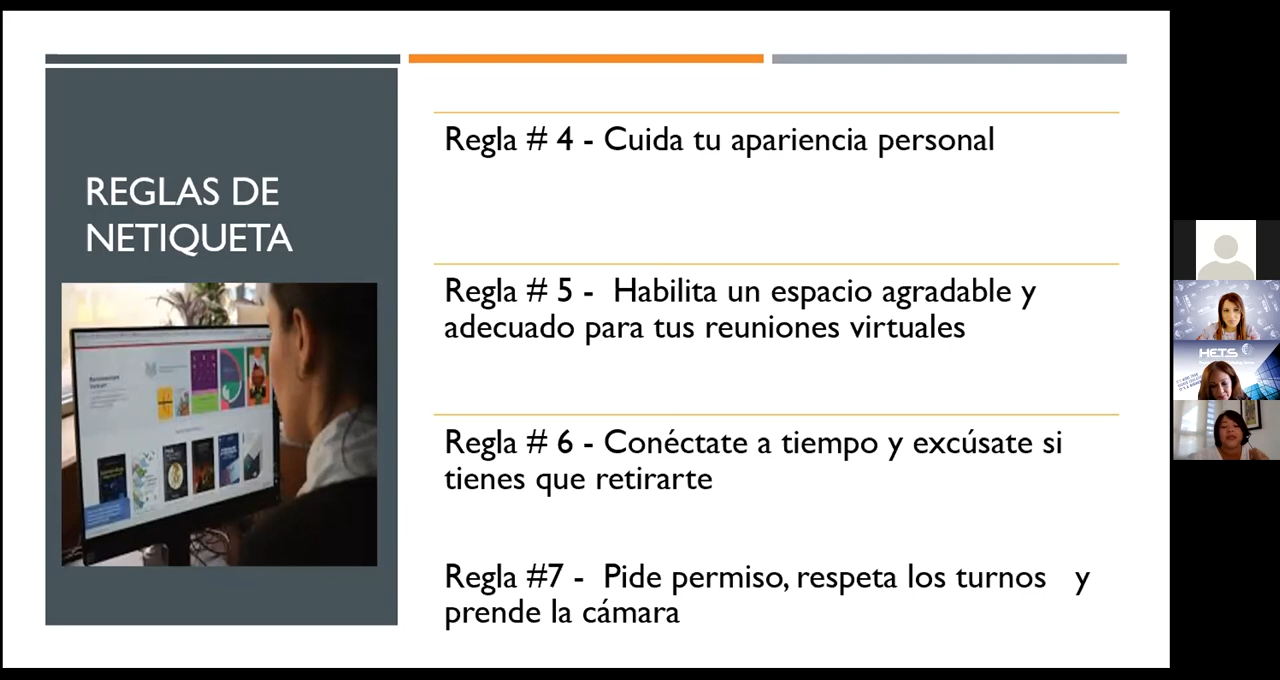 REGLAS DE
NETIQUETA
Regla # 4 - Cuida tu apariencia personal
Regla # 5 -  Habilita un espacio agradable y
adecuado para tus reuniones virtuales
Regla # 6 - Conéctate a tiempo y excúsate si
tienes que retirarte
Regla #7 -  Pide permiso, respeta los turnos   y
prende la cámara
HETS